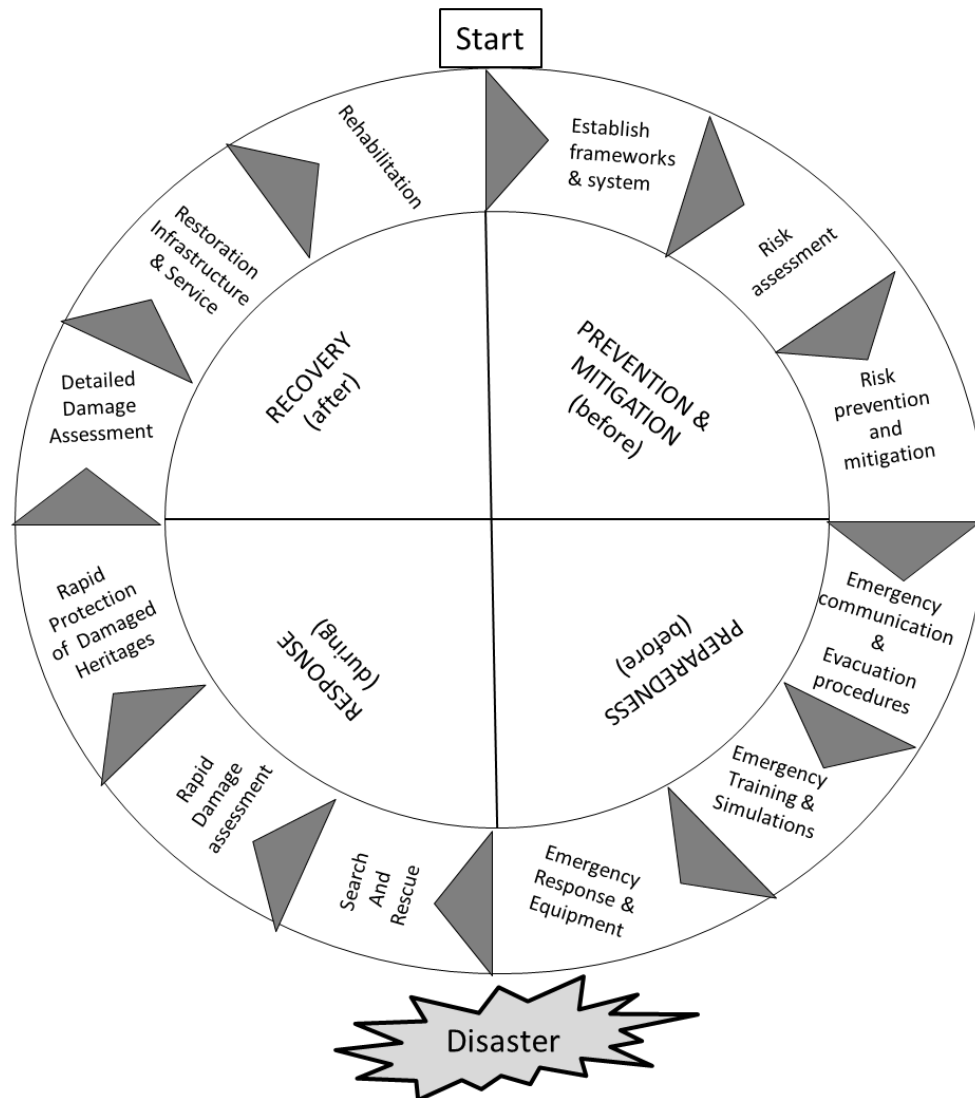 Start
Establish
frameworks
& system
Risk
assessment
Risk
prevention
and
mitigation
Emergency
communication
&
Evacuation
procedures
Emergency
Training &
Simulations
Emergency
Response &
Equipment
Search
And
Rescue
Rapid
Damage
assessment
Rapid
Protection
of Damaged
Heritages
Detailed
Damage
Assessment
Restoration
Infrastructure
& Service
Rehabilitation
PREVENTION &
MITIGATION
(before)
PREPAREDNESS
(before)
RESPONSE
(during)
RECOVERY
(after)
Disaster